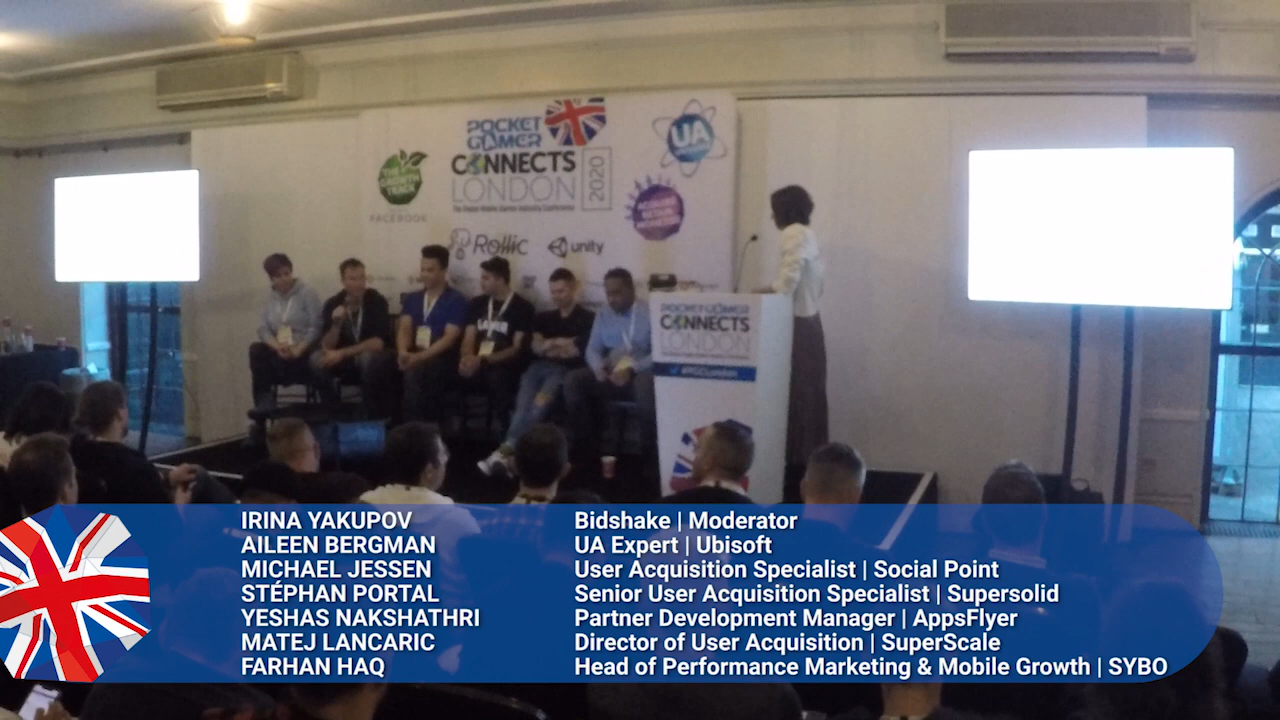 POCKET
GAMER
CONNECTS
LONDON
2020
UA
THE
GROWTH
TRACK
FACEBOOK
Rollic
unity
POCKET GAMER
CONNECTS
LONDON
#PGCLondon
IRINA YAKUPOV Bidshake | Moderator
AILEEN BERGMAN UA Expert | Ubisoft
MICHAEL JESSEN User Acquisition Specialist | Social Point
STÉPHAN PORTAL Senior User Acquisition Specialist | Supersolid
YESHAS NAKSHATHRI Partner Development Manager | AppsFlyer
MATEJ LANCARIC Director of User Acquisition | SuperScale
FARHAN HAQ Head of Performance Marketing & Mobile Growth | SYBO